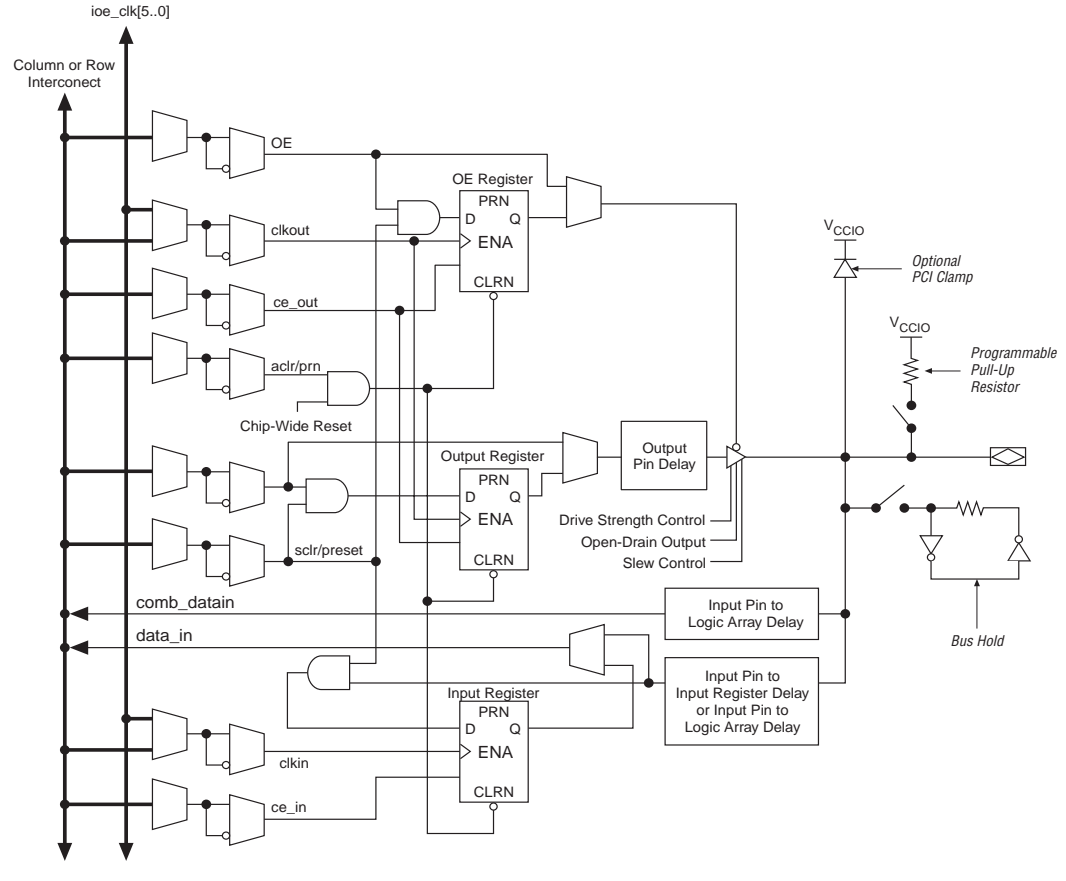 ioe_clk[5..0]
Column or Row
Interconect
OE
OE Register
PRN
D
Q
clkout
ENA
VCCIO
Optional
PCI Clamp
ce_out
CLRN
VCCIO
Programmable
Pull-Up
Resistor
aclr/prn
Chip-Wide Reset
Output Register
PRN
D
Q
ENA
CLRN
Output
Pin Delay
Drive Strength Control
Open-Drain Output
Slew Control
sclr/preset
comb_datain
Input Pin to
Logic Array Delay
Bus Hold
data_in
Input Pin to
Input Register Delay
or Input Pin to
Logic Array Delay
Input Register
PRN
D
Q
clkin
ENA
CLRN
ce_in